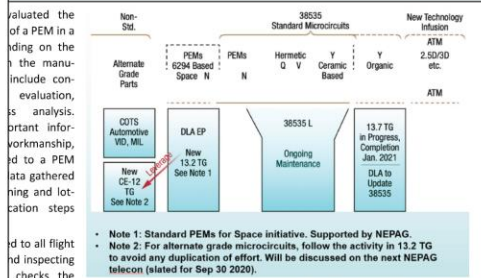 valuated the
of a PEM in a
nding on the
n the manu-
include con-
evaluation,
ss analysis.
ortant infor-
workmanship,
ed to a PEM
ata gathered
ning and lot-
cation steps
ed to all flight
nd inspecting
checks the
Non-
Std.
38535
Standard Microcircuits
New Technology
Infusion
Alternate
Grade
Parts
PEMs
6294 Based
Space N
PEMs
N
Hermetic
Q V
Y
Ceramic
Based
Y
Organic
ATM
2.5D/3D
etc.
ATM
COTS
Automotive
VID, MIL
New
CE-12
TG
See Note 2
Leverage
DLA EP
New
13.2 TG
See Note 1
38535 L
Ongoing
Maintenance
13.7 TG
in Progress,
Completion
Jan. 2021
DLA to
Update
38535
• Note 1: Standard PEMs for Space initiative. Supported by NEPAG.
• Note 2: For alternate grade microcircuits, follow the activity in 13.2 TG
to avoid any duplication of effort. Will be discussed on the next NEPAG
telecon (slated for Sep 30 2020).